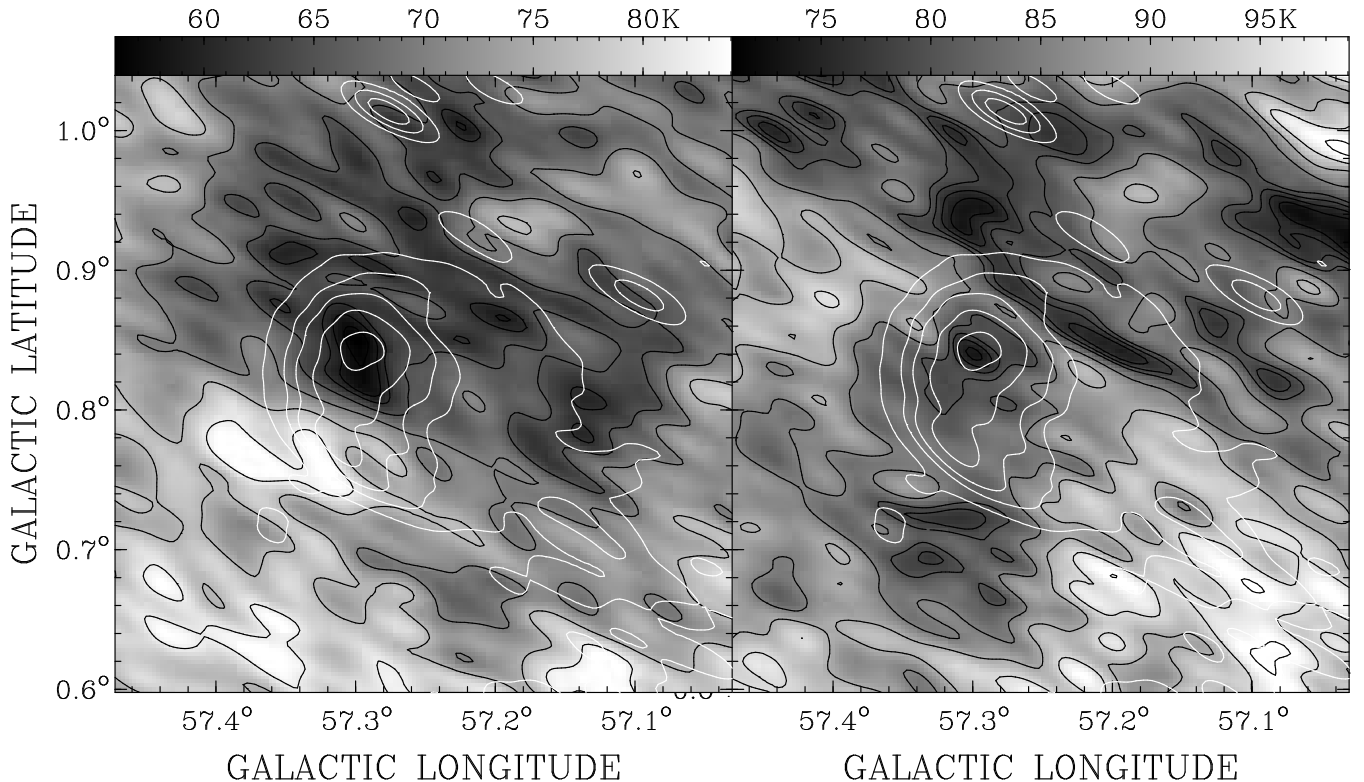 60 65 70 75 80K 75 80 85 90 95K
1.0°
0.9°
0.8°
0.7°
0.6°
GALACTIC LATITUDE
57.4° 57.3° 57.2° 57.1° 57.4° 57.3° 57.2° 57.1°
GALACTIC LONGITUDE GALACTIC LONGITUDE